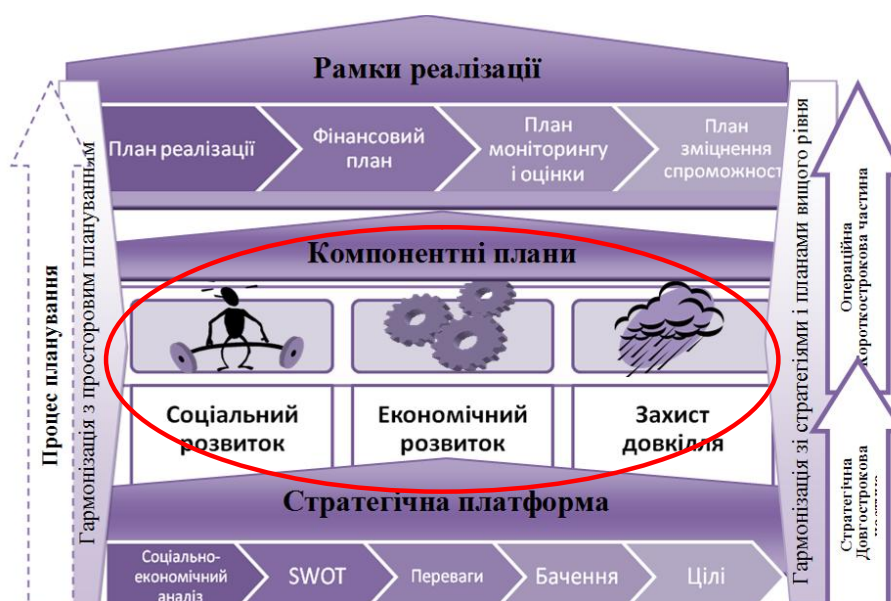 Рамки реалізації
План реалізації
Фінансовий
план
План
моніторингу
і оцінки
План
зміцнення
спроможност
Компонентні плани
Соціальний
розвиток
Економічний
розвиток
Захист
довкілля
Стратегічна платформа
Соціально-
економічний
аналіз
SWOT
Переваги
Бачення
Цілі
Процес планування
Гармонізація з просторовим плануванням
Гармонізація зі стратегіями і планами вищого рівня
Операційна
короткострокова частина
Стратегічна
Довгострокова